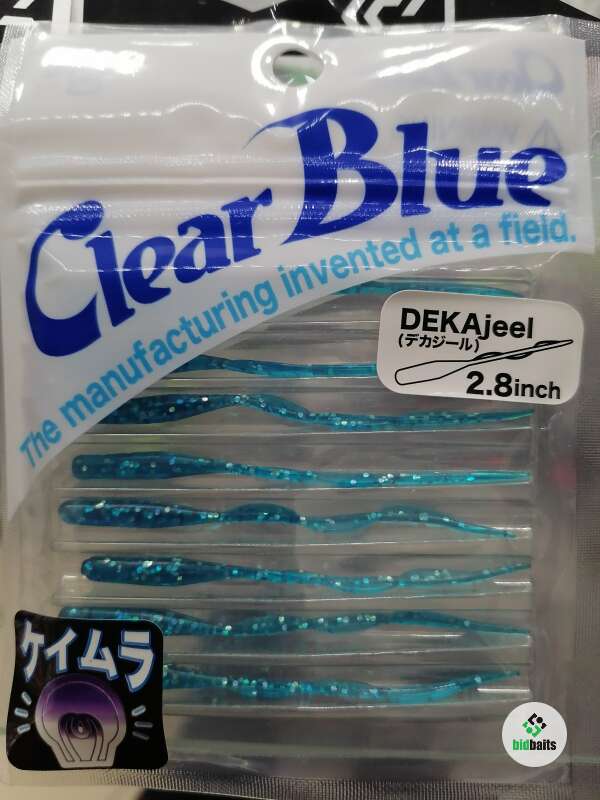 Clear Blue
The manufacturing invented at a field.
DEKAjeel
(デカジール)
2.8inch
ケイムラ
bidbaits